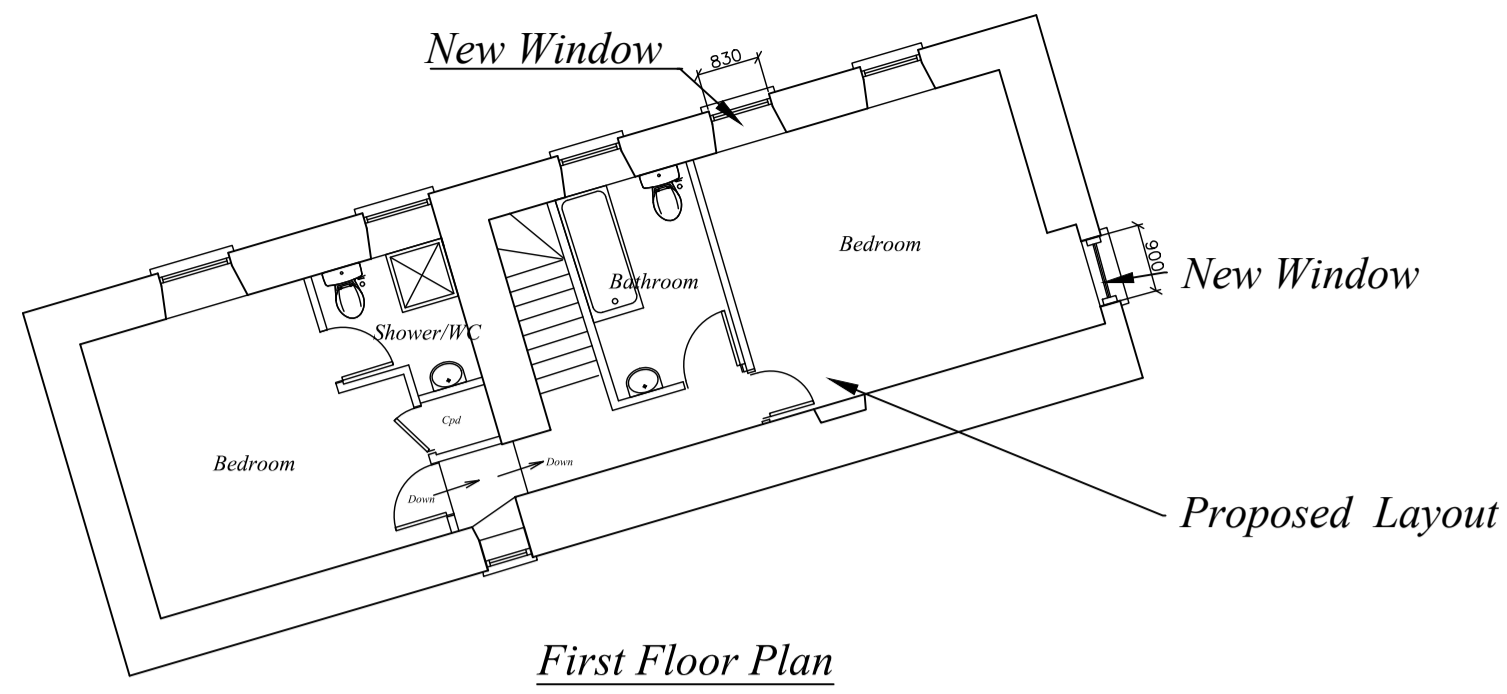 New Window
830
Bedroom
900
New Window
Bathroom
Shower/WC
Cpd
Bedroom
Down
Down
Proposed Layout
First Floor Plan